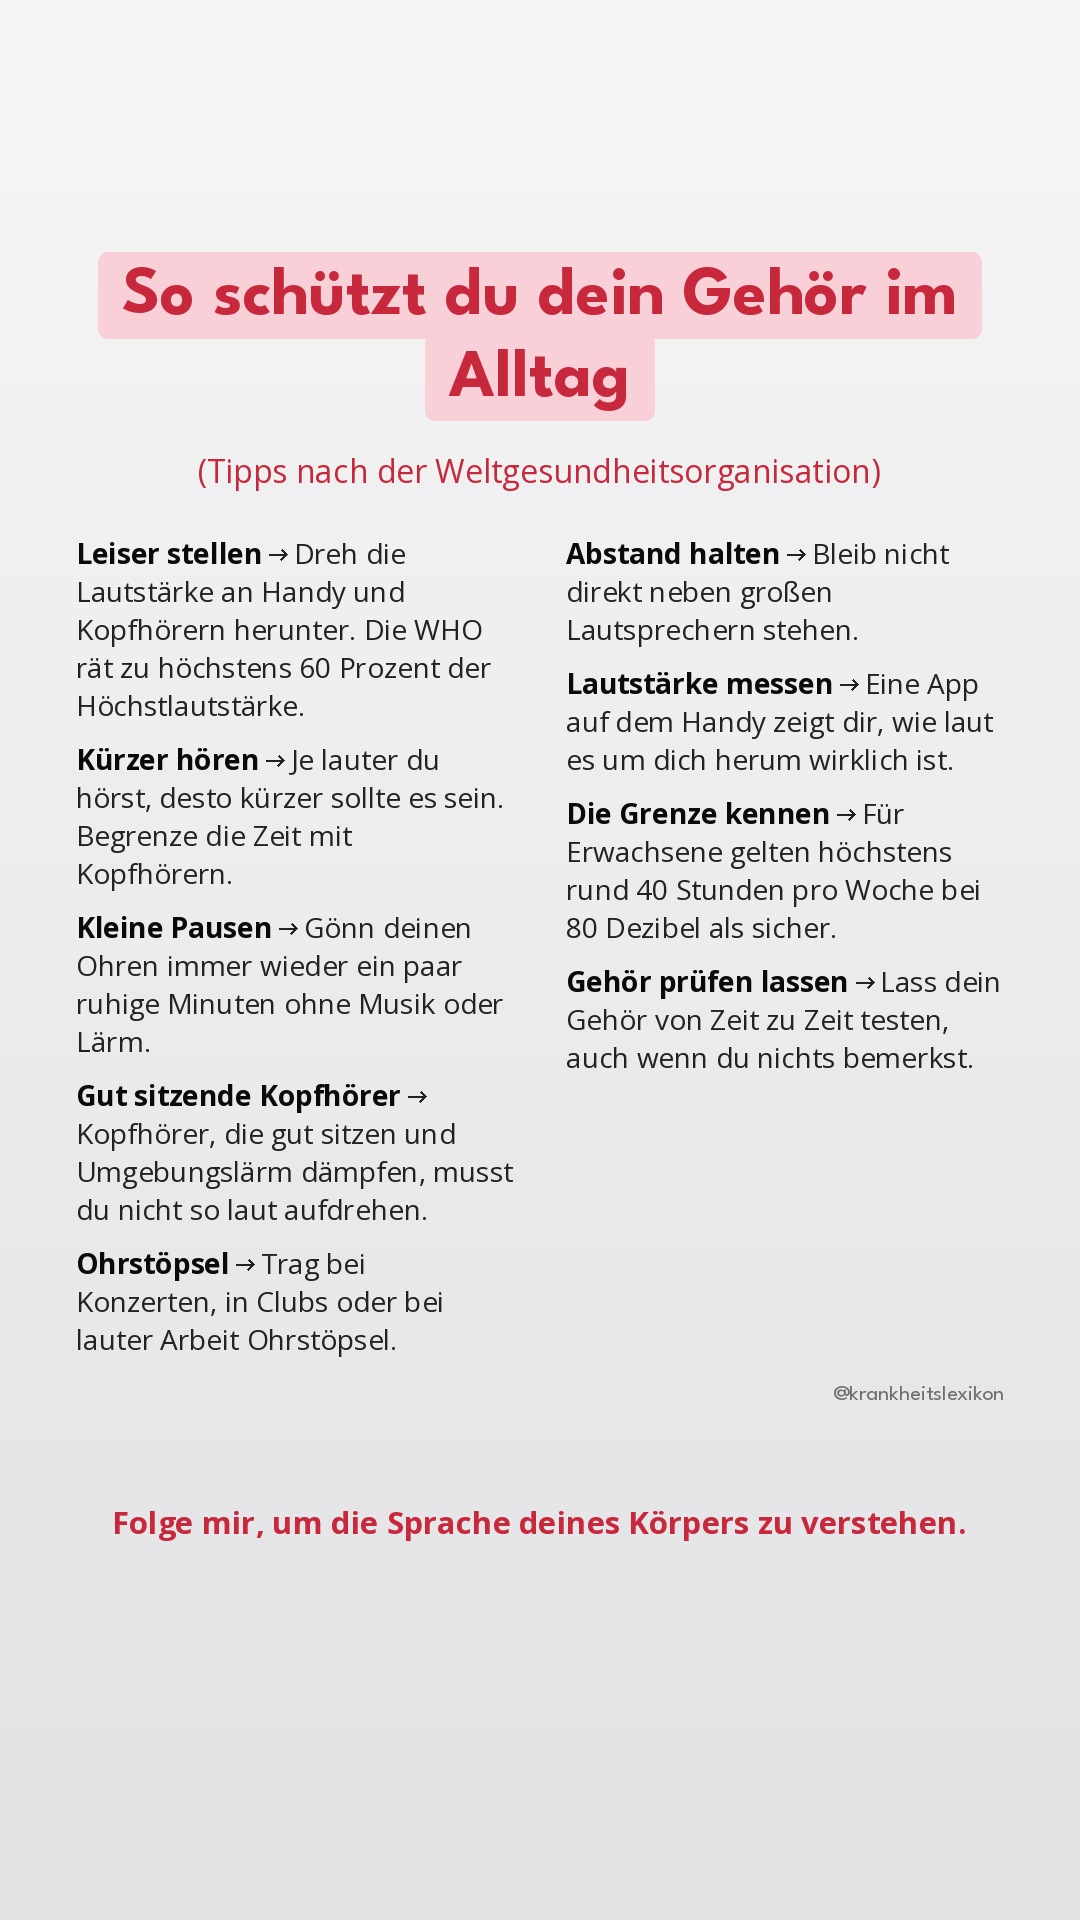 So schützt du dein Gehör im
Alltag
(Tipps nach der Weltgesundheitsorganisation)
Leiser stellen → Dreh die
Lautstärke an Handy und
Kopfhörern herunter. Die WHO
rät zu höchstens 60 Prozent der
Höchstlautstärke.
Kürzer hören → Je lauter du
hörst, desto kürzer sollte es sein.
Begrenze die Zeit mit
Kopfhörern.
Kleine Pausen → Gönn deinen
Ohren immer wieder ein paar
ruhige Minuten ohne Musik oder
Lärm.
Gut sitzende Kopfhörer →
Kopfhörer, die gut sitzen und
Umgebungslärm dämpfen, musst
du nicht so laut aufdrehen.
Ohrstöpsel → Trag bei
Konzerten, in Clubs oder bei
lauter Arbeit Ohrstöpsel.
Abstand halten → Bleib nicht
direkt neben großen
Lautsprechern stehen.
Lautstärke messen → Eine App
auf dem Handy zeigt dir, wie laut
es um dich herum wirklich ist.
Die Grenze kennen → Für
Erwachsene gelten höchstens
rund 40 Stunden pro Woche bei
80 Dezibel als sicher.
Gehör prüfen lassen → Lass dein
Gehör von Zeit zu Zeit testen,
auch wenn du nichts bemerkst.
@krankheitslexikon
Folge mir, um die Sprache deines Körpers zu verstehen.